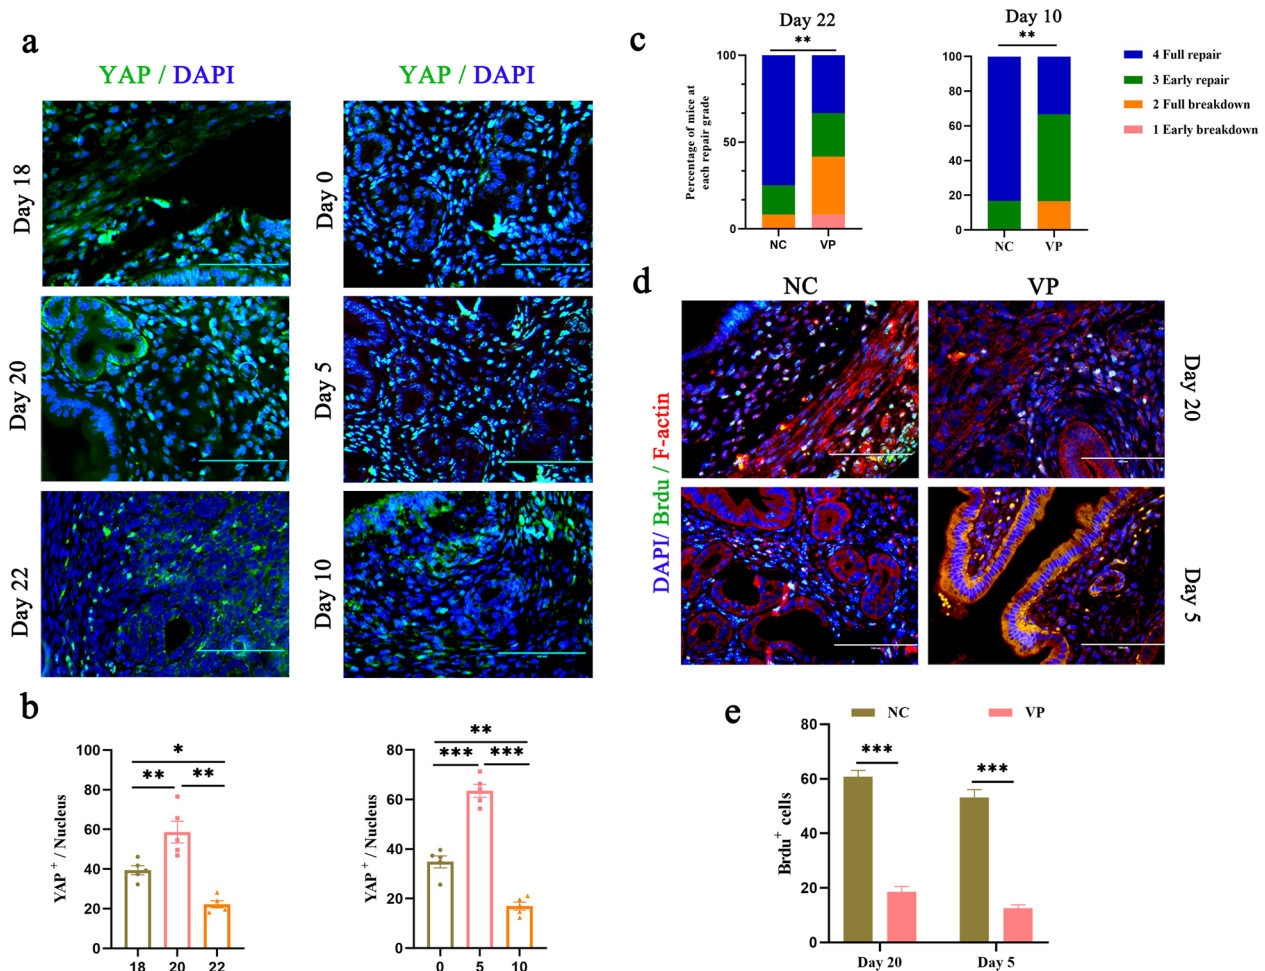 a
YAP / DAPI
YAP / DAPI
Day 18
Day 20
Day 22
Day 0
Day 5
Day 10
b
YAP + / Nucleus
100
80
60
40
20
0
18 20 22
* ** **
YAP + / Nucleus
80
60
40
20
0
0 5 10
** *** ***
c
Day 22
**
Percentage of mice at
each repair grade
100
50
0
NC VP
Day 10
**
100
80
60
40
20
0
NC VP
4 Full repair
3 Early repair
2 Full breakdown
1 Early breakdown
d
NC VP
DAPI/ Brdu / F-actin
Day 20
Day 5
e
NC VP
Brdu+ cells
80
60
40
20
0
*** ***
Day 20 Day 5